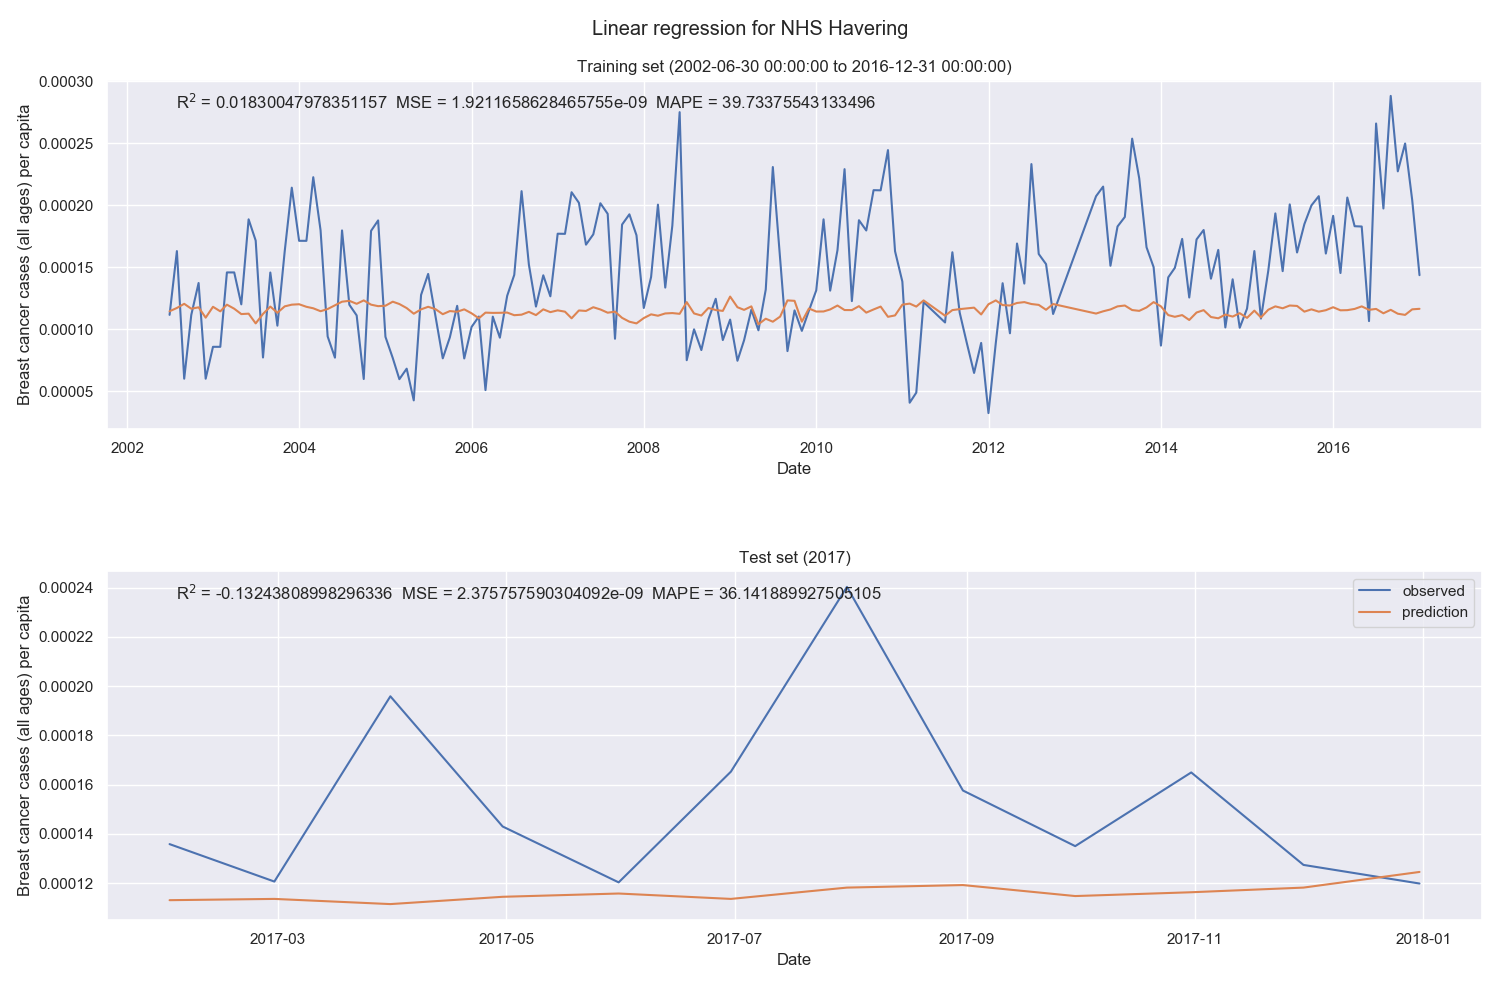 Linear regression for NHS Havering
Training set (2002-06-30 00:00:00 to 2016-12-31 00:00:00)
R² = 0.01830047978351157 MSE = 1.9211658628465755e-09 MAPE = 39.73375543133496
Breast cancer cases (all ages) per capita
0.00030
0.00025
0.00020
0.00015
0.00010
0.00005
2002 2004 2006 2008 2010 2012 2014 2016
Date
Test set (2017)
R² = -0.13243808998296336 MSE = 2.375757590304092e-09 MAPE = 36.141889927505105
observed
prediction
Breast cancer cases (all ages) per capita
0.00024
0.00022
0.00020
0.00018
0.00016
0.00014
0.00012
2017-03 2017-05 2017-07 2017-09 2017-11 2018-01
Date